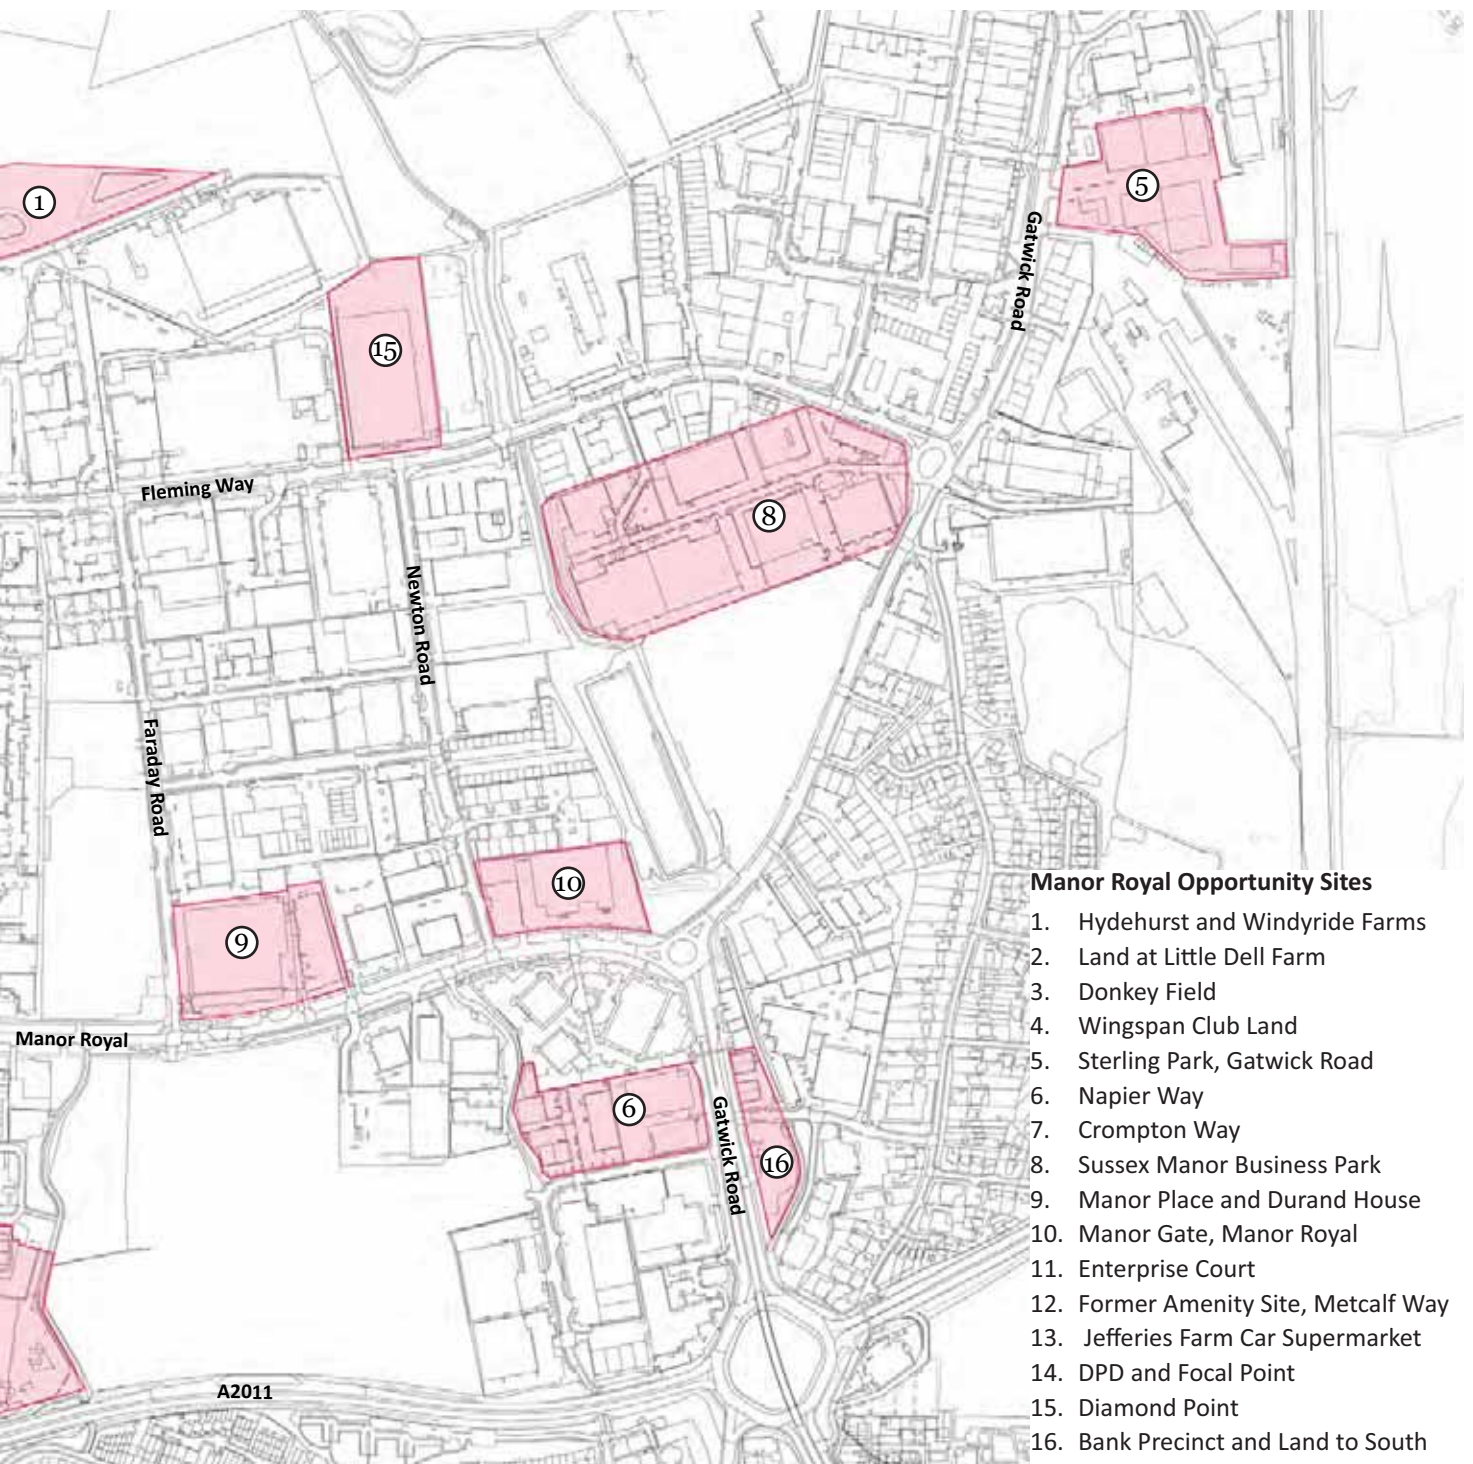 1
5
Gatwick Road
15
Fleming Way
8
Newton Road
Faraday Road
10
9
Manor Royal
6
Gatwick Road
16
A2011
Manor Royal Opportunity Sites
1. Hydehurst and Windyride Farms
2. Land at Little Dell Farm
3. Donkey Field
4. Wingspan Club Land
5. Sterling Park, Gatwick Road
6. Napier Way
7. Crompton Way
8. Sussex Manor Business Park
9. Manor Place and Durand House
10. Manor Gate, Manor Royal
11. Enterprise Court
12. Former Amenity Site, Metcalf Way
13. Jefferies Farm Car Supermarket
14. DPD and Focal Point
15. Diamond Point
16. Bank Precinct and Land to South